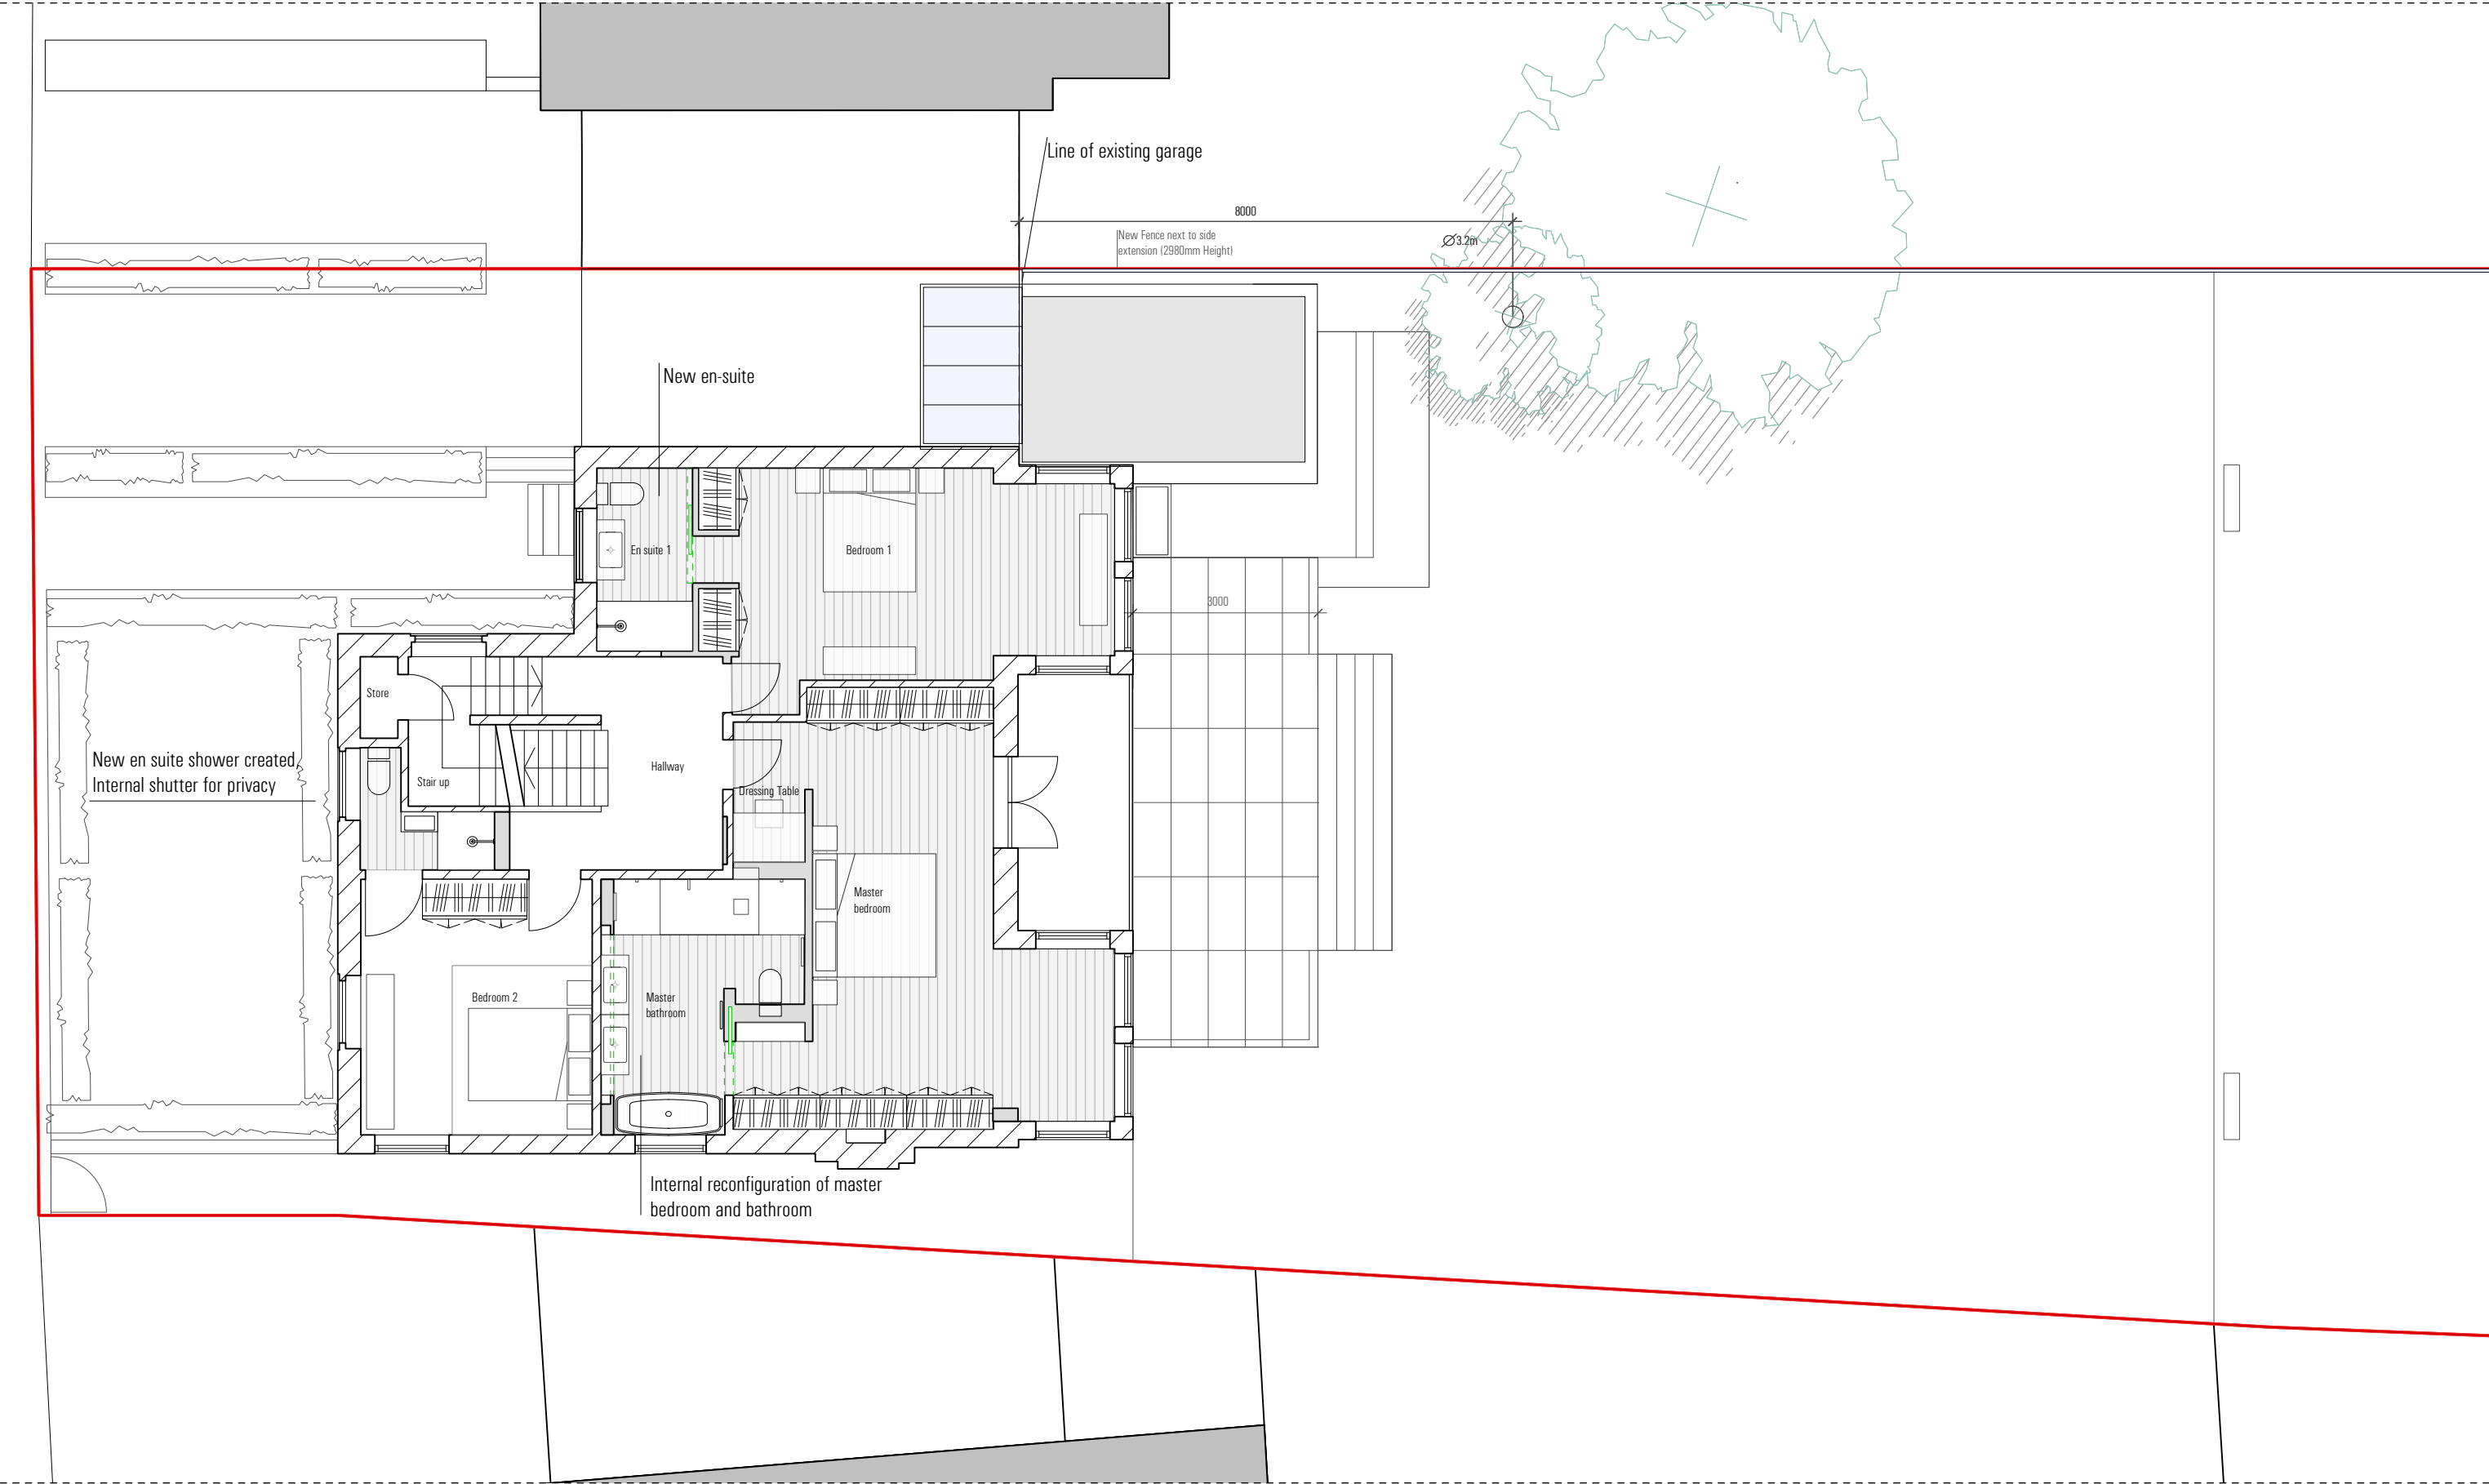 Line of existing garage
8000
New Fence next to side
extension (2980mm Height)
Ø3.2m
New en-suite
En suite 1
Bedroom 1
3000
Store
New en suite shower created,
Internal shutter for privacy
Stair up
Hallway
Dressing Table
Master
bedroom
Bedroom 2
Master
bathroom
Internal reconfiguration of master
bedroom and bathroom